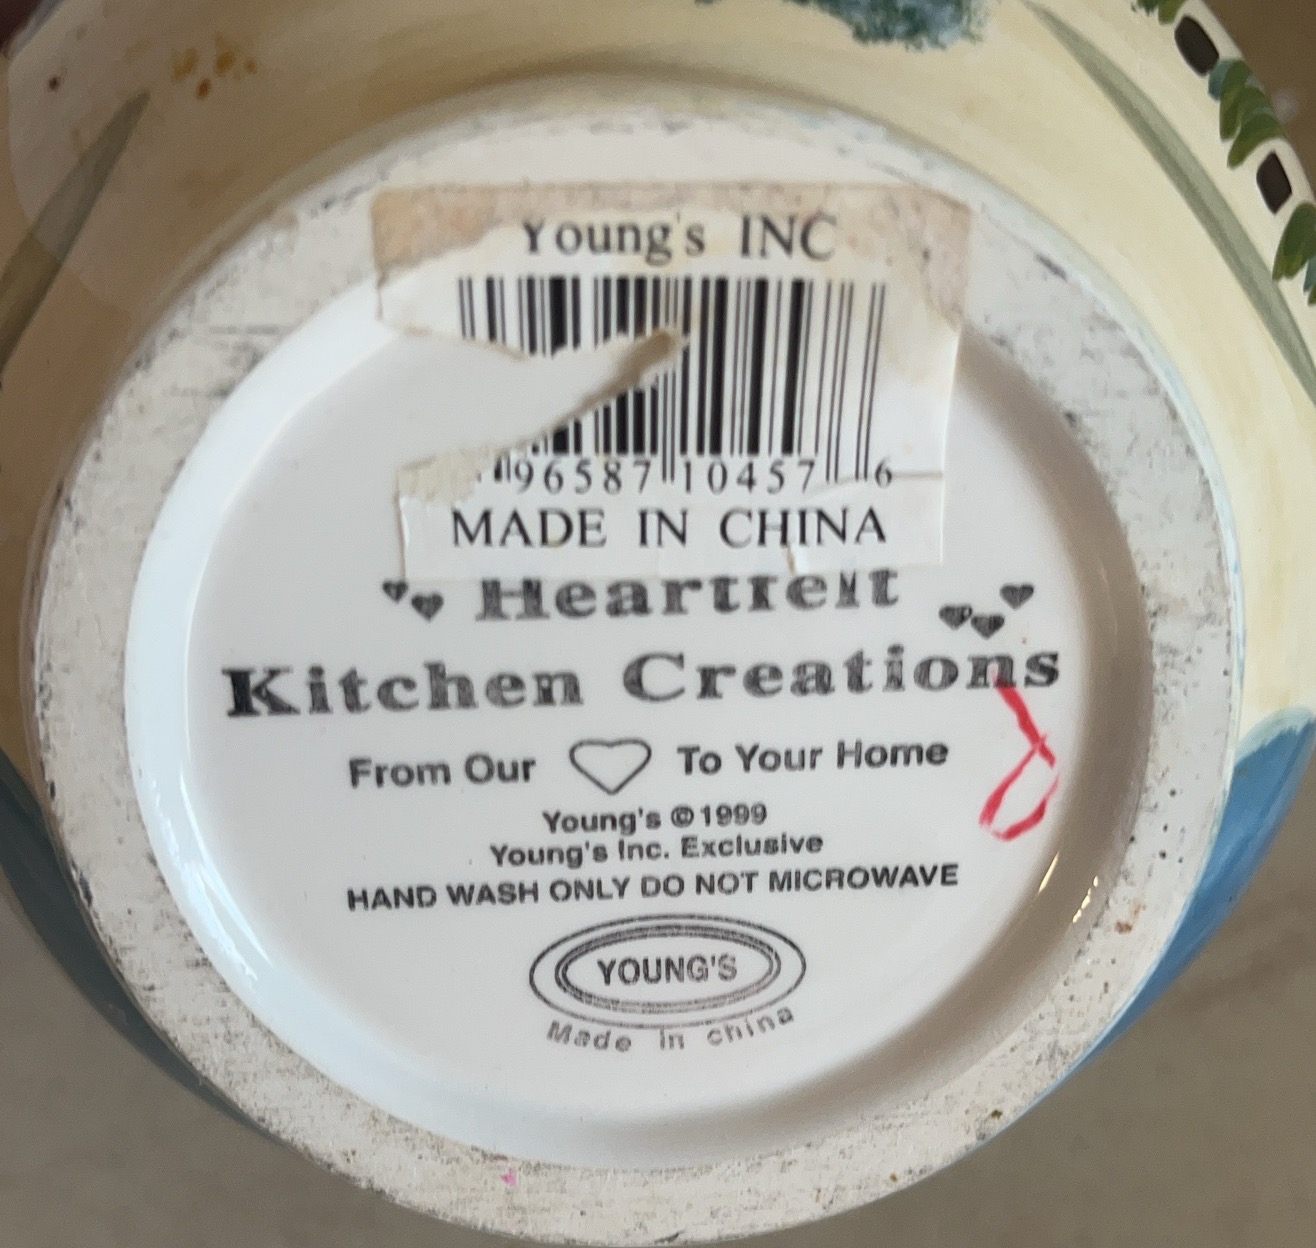 Young's INC
96587 10457 6
MADE IN CHINA
Heartfelt
Kitchen Creations
From Our To Your Home
Young's ©1999
Young's Inc. Exclusive
HAND WASH ONLY DO NOT MICROWAVE
YOUNG'S
Made in china